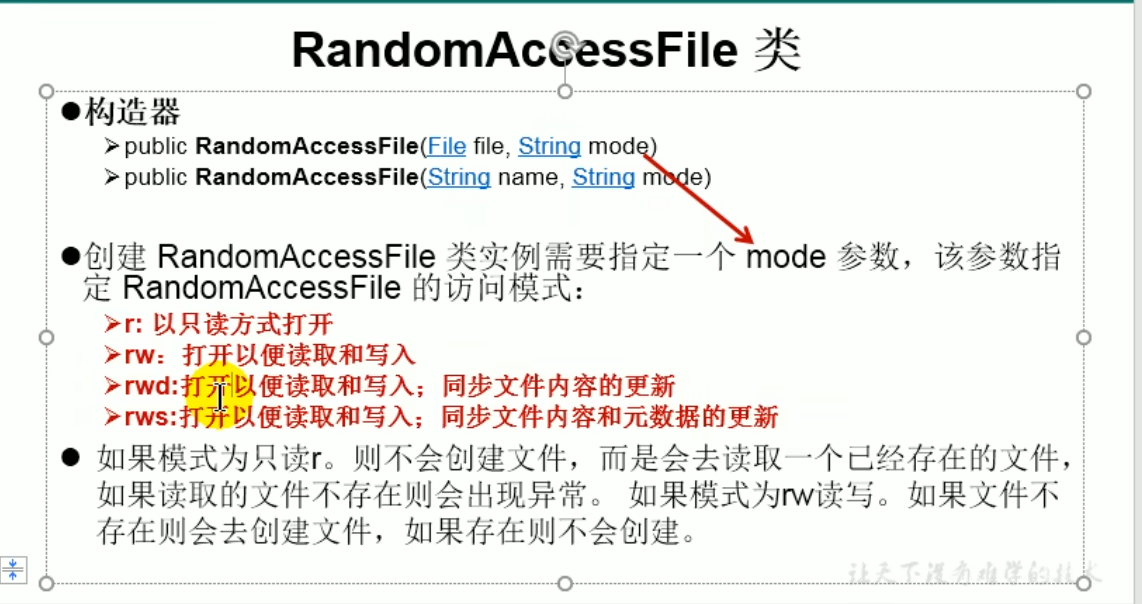 RandomAccessFile 类
●构造器
➢public RandomAccessFile(File file, String mode)
➢public RandomAccessFile(String name, String mode)
●创建 RandomAccessFile 类实例需要指定一个 mode 参数，该参数指
定 RandomAccessFile 的访问模式：
➢r: 以只读方式打开
➢rw：打开以便读取和写入
➢rwd:打开以便读取和写入；同步文件内容的更新
➢rws:打开以便读取和写入；同步文件内容和元数据的更新
● 如果模式为只读r。则不会创建文件，而是会去读取一个已经存在的文件，
如果读取的文件不存在则会出现异常。 如果模式为rw读写。如果文件不
存在则会去创建文件，如果存在则不会创建。
让天下没有难学的技术